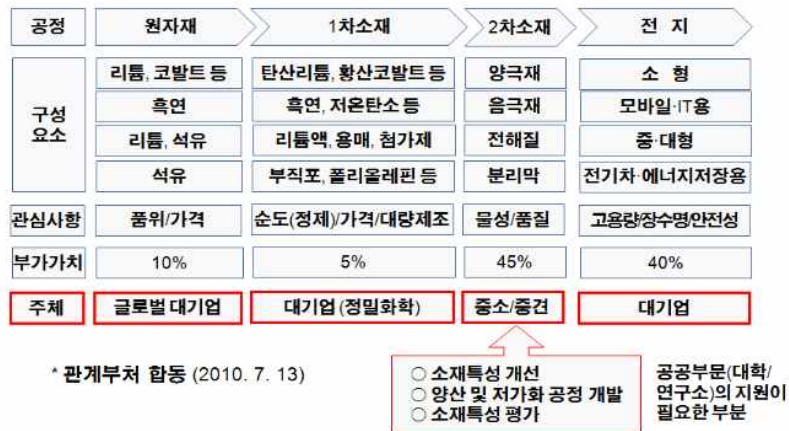 공정 원자재 1차소재 2차소재 전 지
구성 요소
리튬, 코발트 등 탄산리튬, 황산코발트 등 양극재 소 형
흑연 흑연, 저온탄소 등 음극재 모바일·IT용
리튬, 석유 리튬액, 용매, 첨가제 전해질 중·대형
석유 부직포, 폴리올레핀 등 분리막 전기차·에너지저장용
관심사항 품위/가격 순도(정제)/가격/대량제조 물성/품질 고용량/장수명/안전성
부가가치 10% 5% 45% 40%
주체 글로벌 대기업 대기업 (정밀화학) 중소/중견 대기업
* 관계부처 합동 (2010. 7. 13)
○ 소재특성 개선
○ 양산 및 저가화 공정 개발
○ 소재특성 평가
공공부문(대학/
연구소)의 지원이
필요한 부분